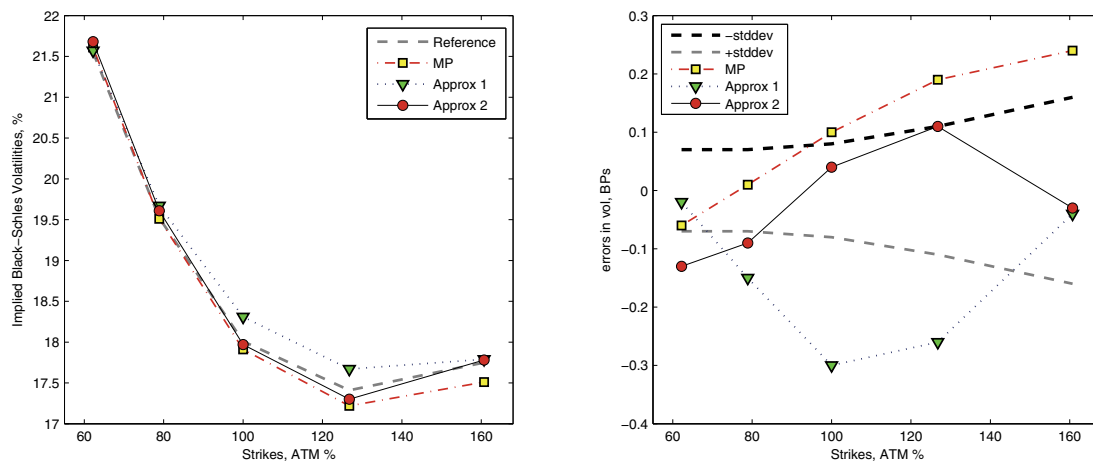 21.5
21
20.5
20
19.5
19
18.5
18
17.5
17
60
80
100
120
140
160
Implied Black−Schles Volatilities, %
Strikes, ATM %
Reference
MP
Approx 1
Approx 2
0.3
0.2
0.1
0
−0.1
−0.2
−0.3
−0.4
60
80
100
120
140
160
errors in vol, BPs
Strikes, ATM %
−stddev
+stddev
MP
Approx 1
Approx 2